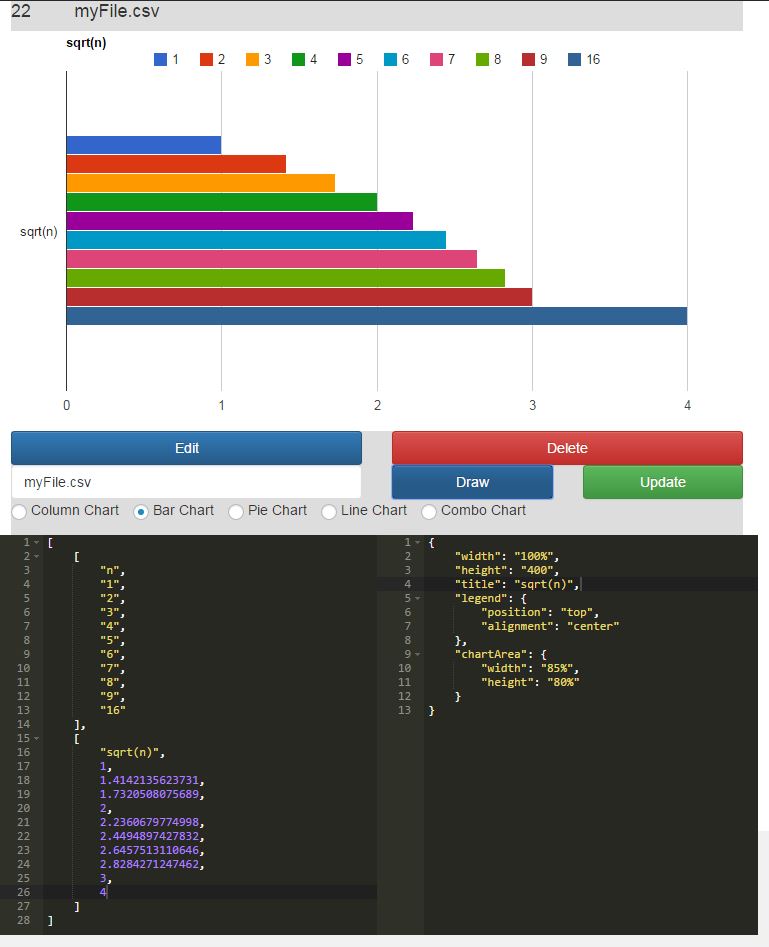 22 myFile.csv
sqrt(n)
1 2 3 4 5 6 7 8 9 16
sqrt(n)
0 1 2 3 4
Edit Delete
myFile.csv Draw Update
Column Chart Bar Chart Pie Chart Line Chart Combo Chart
1 [
2 [
3 "n",
4 "1",
5 "2",
6 "3",
7 "4",
8 "5",
9 "6",
10 "7",
11 "8",
12 "9",
13 "16"
14 ],
15 [
16 "sqrt(n)",
17 1,
18 1.4142135623731,
19 1.7320508075689,
20 2,
21 2.2360679774998,
22 2.4494897427832,
23 2.6457513110646,
24 2.8284271247462,
25 3,
26 4
27 ]
28 ]
1 {
2 "width": "100%",
3 "height": "400",
4 "title": "sqrt(n)",
5 "legend": {
6 "position": "top",
7 "alignment": "center"
8 },
9 "chartArea": {
10 "width": "85%",
11 "height": "80%"
12 }
13 }